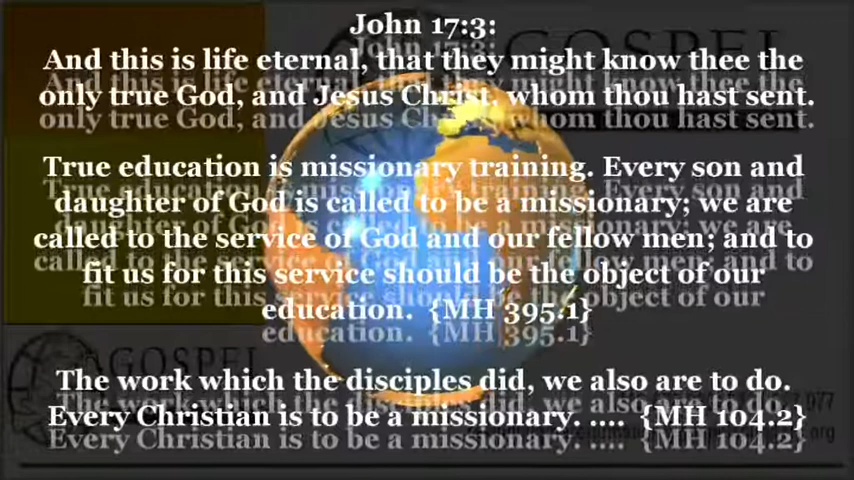 John 17:3:
And this is life eternal, that they might know thee the
only true God, and Jesus Christ, whom thou hast sent.
True education is missionary training. Every son and
daughter of God is called to be a missionary; we are
called to the service of God and our fellow men; and to
fit us for this service should be the object of our
education. {MH 395.1}
The work which the disciples did, we also are to do.
Every Christian is to be a missionary. .... {MH 104.2}
GOSPEL
GOSPEL